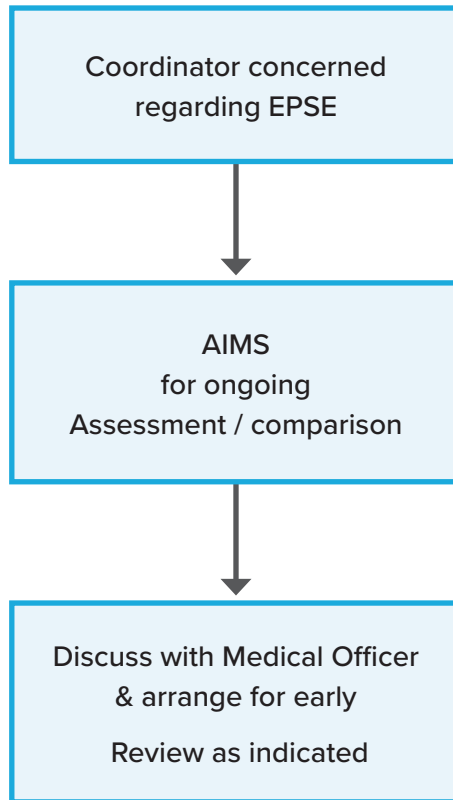 Coordinator concerned
regarding EPSE
AIMS
for ongoing
Assessment / comparison
Discuss with Medical Officer
& arrange for early
Review as indicated